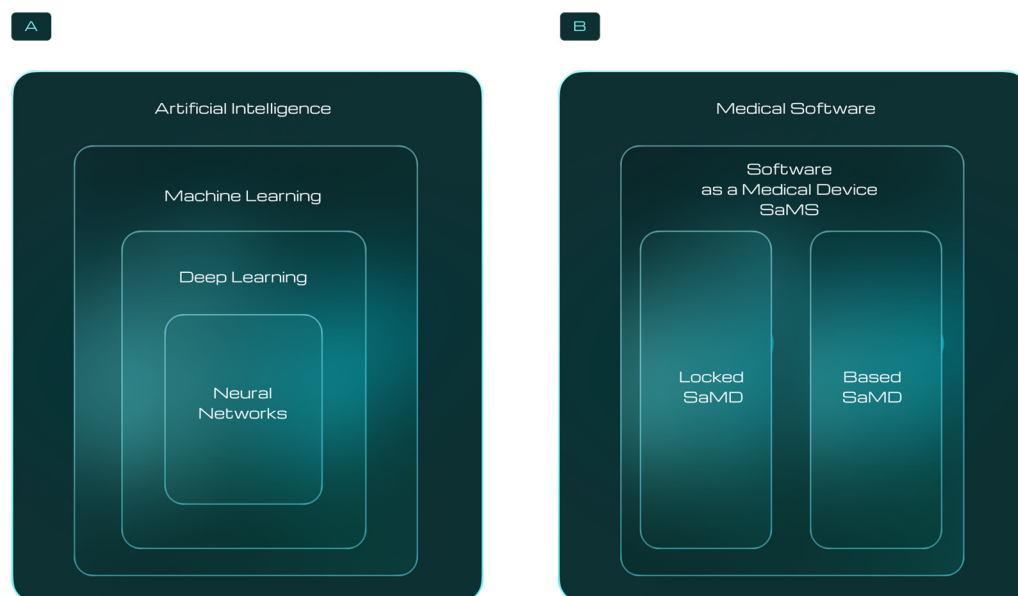 A
Artificial Intelligence
Machine Learning
Deep Learning
Neural
Networks
B
Medical Software
Software
as a Medical Device
SaMS
Locked
SaMD
Based
SaMD